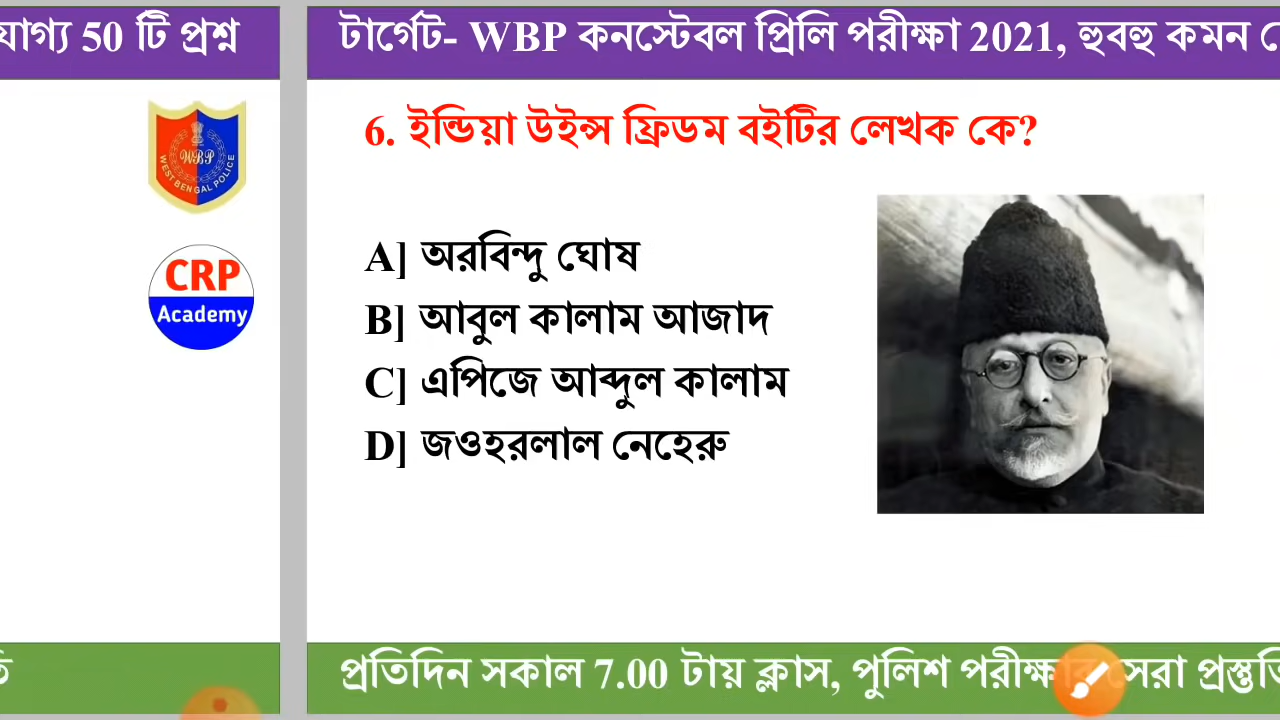 যোগ্য 50 টি প্রশ্ন
টার্গেট- WBP কনস্টেবল প্রিলি পরীক্ষা 2021, হুবহু কমন
6. ইন্ডিয়া উইন্স ফ্রিডম বইটির লেখক কে?
WBP
WEST BENGAL POLICE
CRP
Academy
A] অরবিন্দু ঘোষ
B] আবুল কালাম আজাদ
C] এপিজে আব্দুল কালাম
D] জওহরলাল নেহেরু
প্রতিদিন সকাল 7.00 টায় ক্লাস, পুলিশ পরীক্ষার সেরা প্রস্তুতি